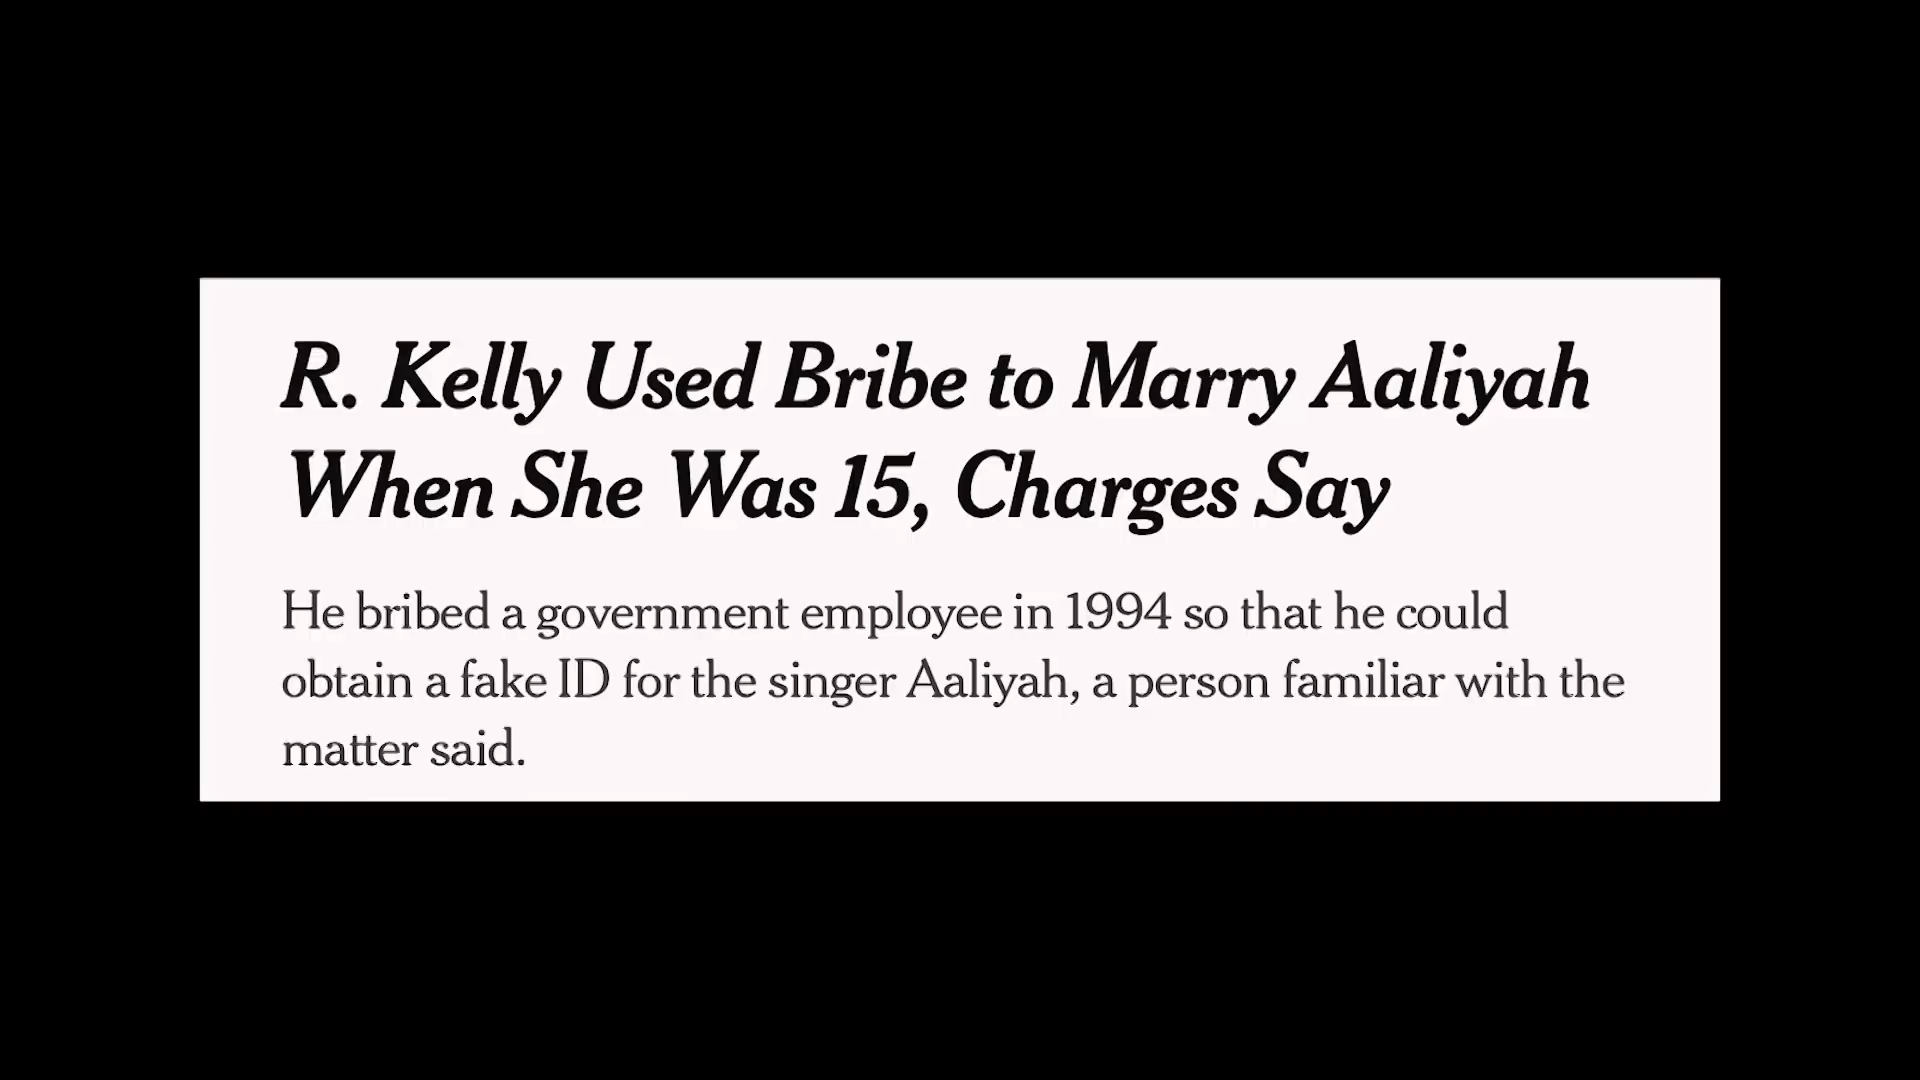 R. Kelly Used Bribe to Marry Aaliyah
When She Was 15, Charges Say
He bribed a government employee in 1994 so that he could
obtain a fake ID for the singer Aaliyah, a person familiar with the
matter said.